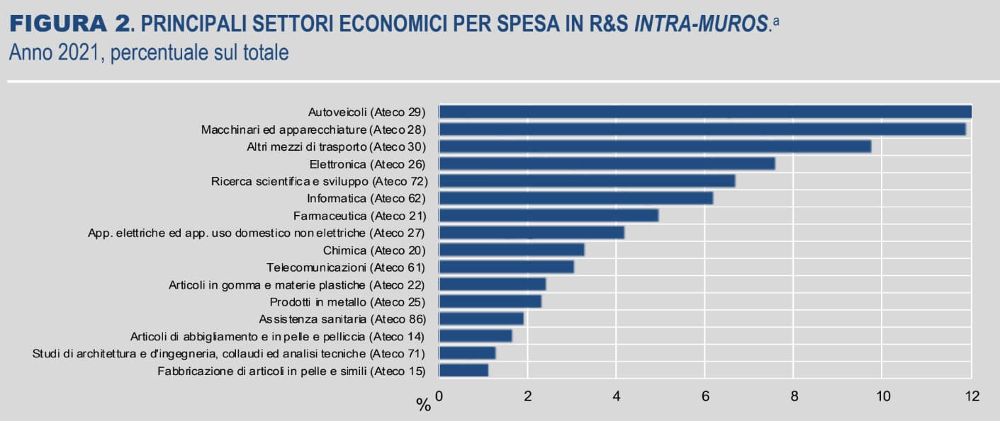 FIGURA 2. PRINCIPALI SETTORI ECONOMICI PER SPESA IN R&S INTRA-MUROS.a
Anno 2021, percentuale sul totale
Autoveicoli (Ateco 29)
Macchinari ed apparecchiature (Ateco 28)
Altri mezzi di trasporto (Ateco 30)
Elettronica (Ateco 26)
Ricerca scientifica e sviluppo (Ateco 72)
Informatica (Ateco 62)
Farmaceutica (Ateco 21)
App. elettriche ed app. uso domestico non elettriche (Ateco 27)
Chimica (Ateco 20)
Telecomunicazioni (Ateco 61)
Articoli in gomma e materie plastiche (Ateco 22)
Prodotti in metallo (Ateco 25)
Assistenza sanitaria (Ateco 86)
Articoli di abbigliamento e in pelle e pelliccia (Ateco 14)
Studi di architettura e d'ingegneria, collaudi ed analisi tecniche (Ateco 71)
Fabbricazione di articoli in pelle e simili (Ateco 15)
% 0 2 4 6 8 10 12